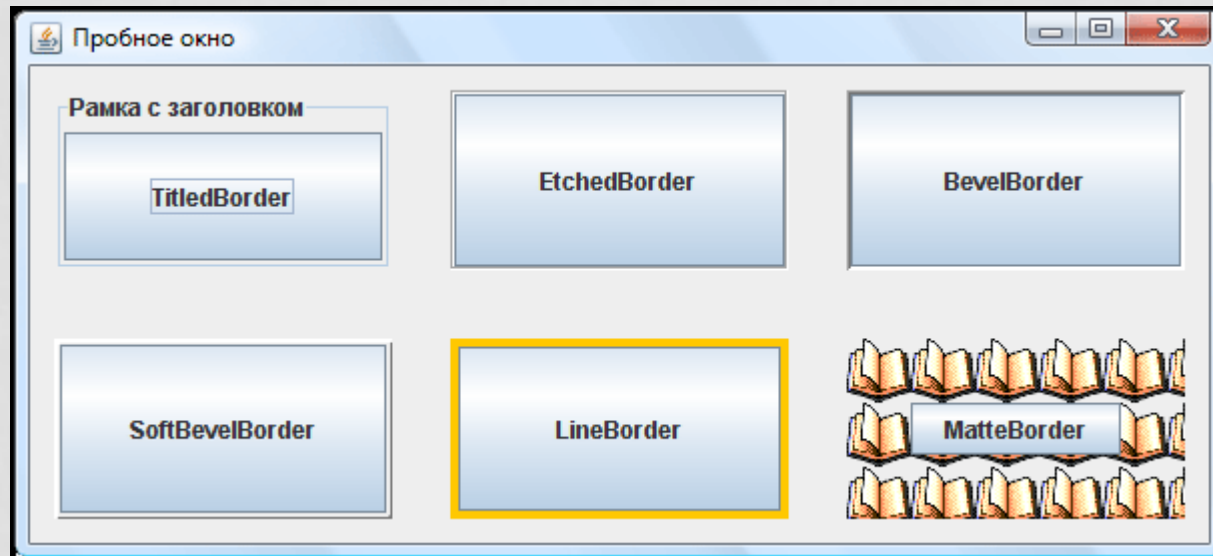 Пробное окно
Рамка с заголовком
TitledBorder
EtchedBorder
BevelBorder
SoftBevelBorder
LineBorder
MatteBorder